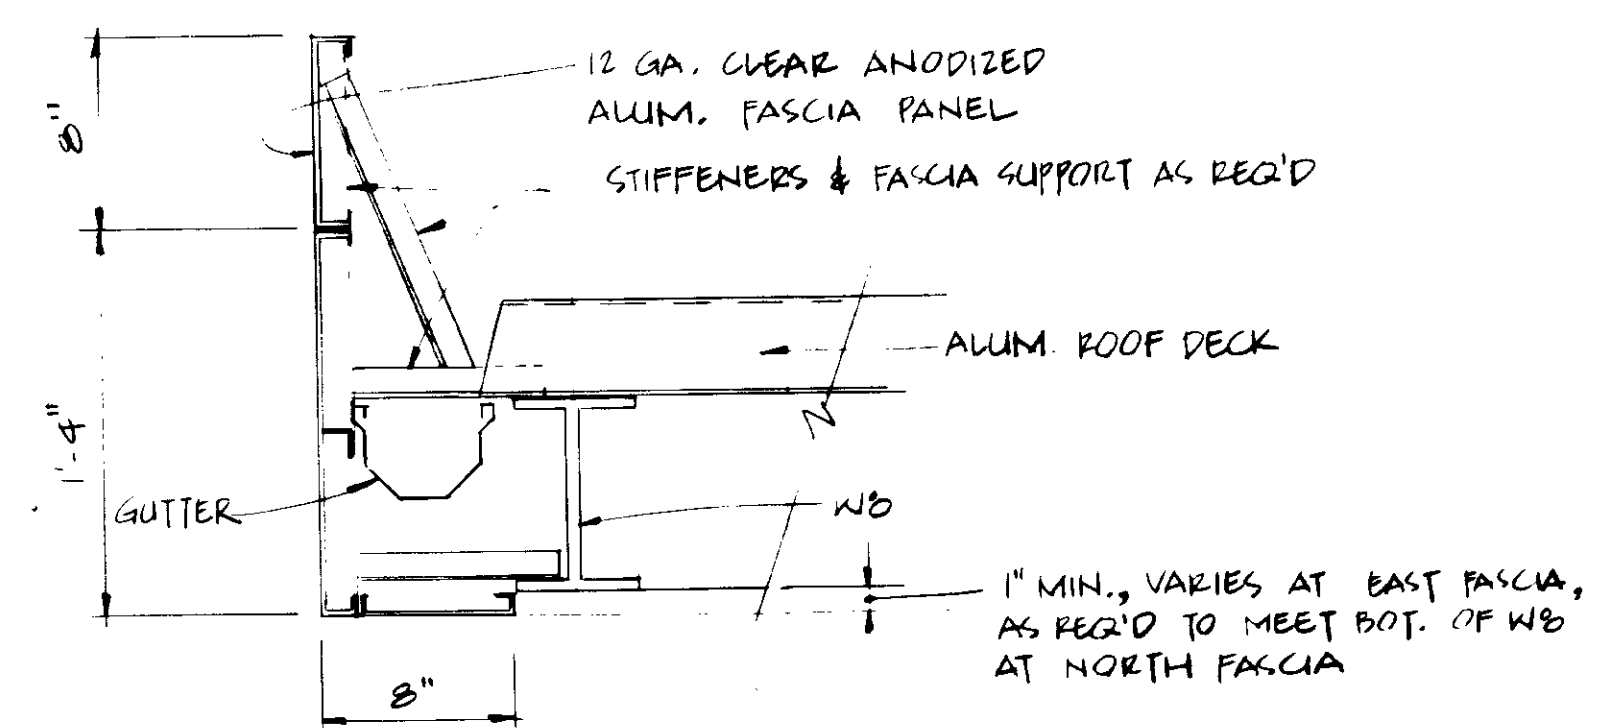 12 GA. CLEAR ANODIZED
ALUM. FASCIA PANEL
8"
STIFFENERS & FASCIA SUPPORT AS REQ'D
ALUM. ROOF DECK
1'-4"
GUTTER
W8
1" MIN., VARIES AT EAST FASCIA,
AS REQ'D TO MEET BOT. OF W8
AT NORTH FASCIA
8"